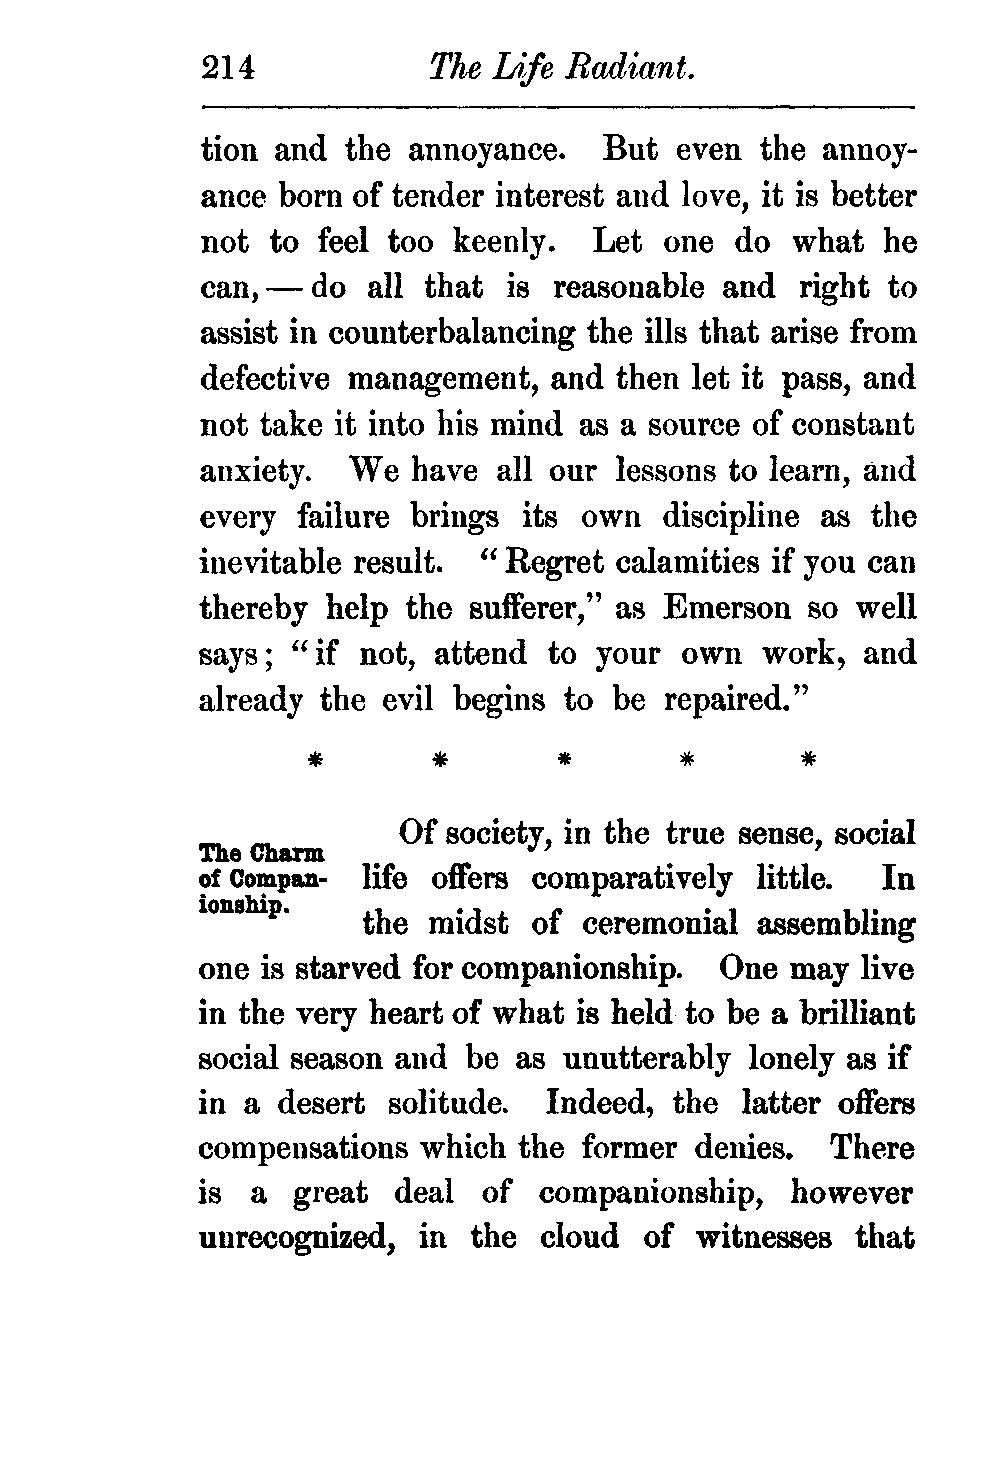 214 The Life Radiant.
tion and the annoyance. But even the annoy-
ance born of tender interest and love, it is better
not to feel too keenly. Let one do what he
can, — do all that is reasonable and right to
assist in counterbalancing the ills that arise from
defective management, and then let it pass, and
not take it into his mind as a source of constant
anxiety. We have all our lessons to learn, and
every failure brings its own discipline as the
inevitable result. “Regret calamities if you can
thereby help the sufferer,” as Emerson so well
says; “if not, attend to your own work, and
already the evil begins to be repaired.”
* * * * *
The Charm
of Compan-
ionship.
Of society, in the true sense, social
life offers comparatively little. In
the midst of ceremonial assembling
one is starved for companionship. One may live
in the very heart of what is held to be a brilliant
social season and be as unutterably lonely as if
in a desert solitude. Indeed, the latter offers
compensations which the former denies. There
is a great deal of companionship, however
unrecognized, in the cloud of witnesses that